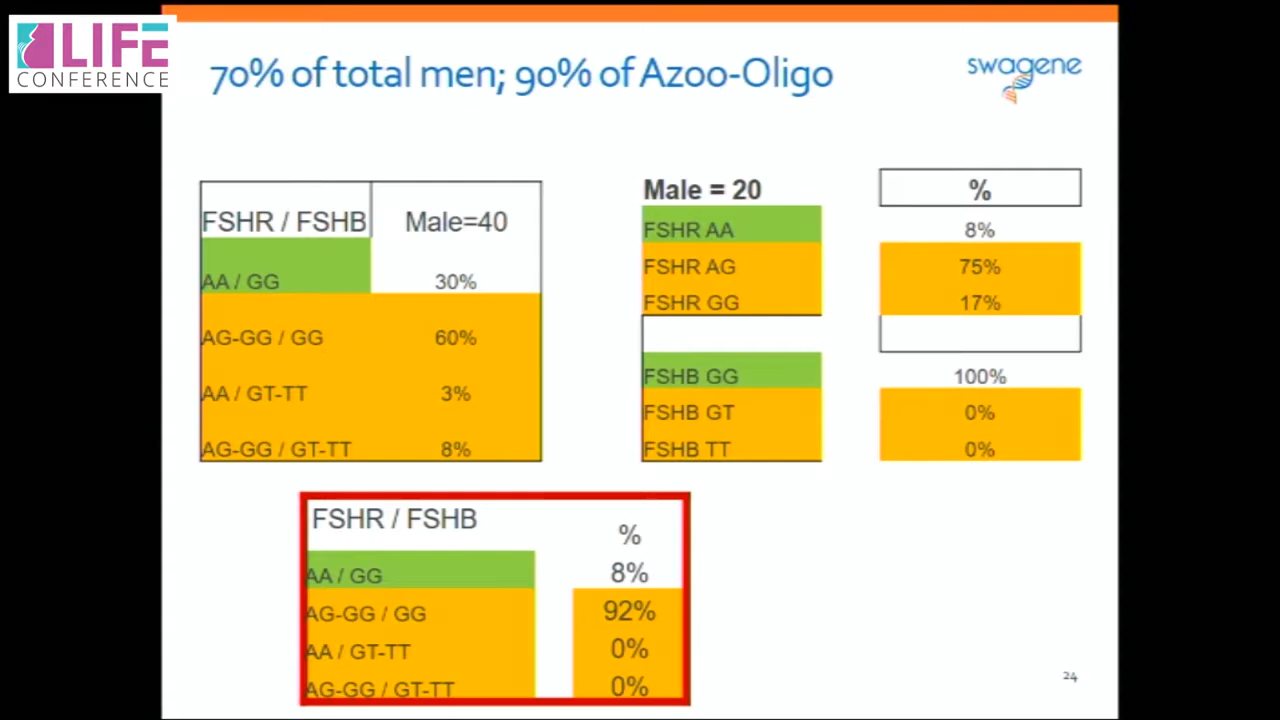 LIFE
CONFERENCE
70% of total men; 90% of Azoo-Oligo
swagene
FSHR / FSHB Male=40
AA / GG 30%
AG-GG / GG 60%
AA / GT-TT 3%
AG-GG / GT-TT 8%
Male = 20 %
FSHR AA 8%
FSHR AG 75%
FSHR GG 17%
FSHB GG 100%
FSHB GT 0%
FSHB TT 0%
FSHR / FSHB %
AA / GG 8%
AG-GG / GG 92%
AA / GT-TT 0%
AG-GG / GT-TT 0%
24